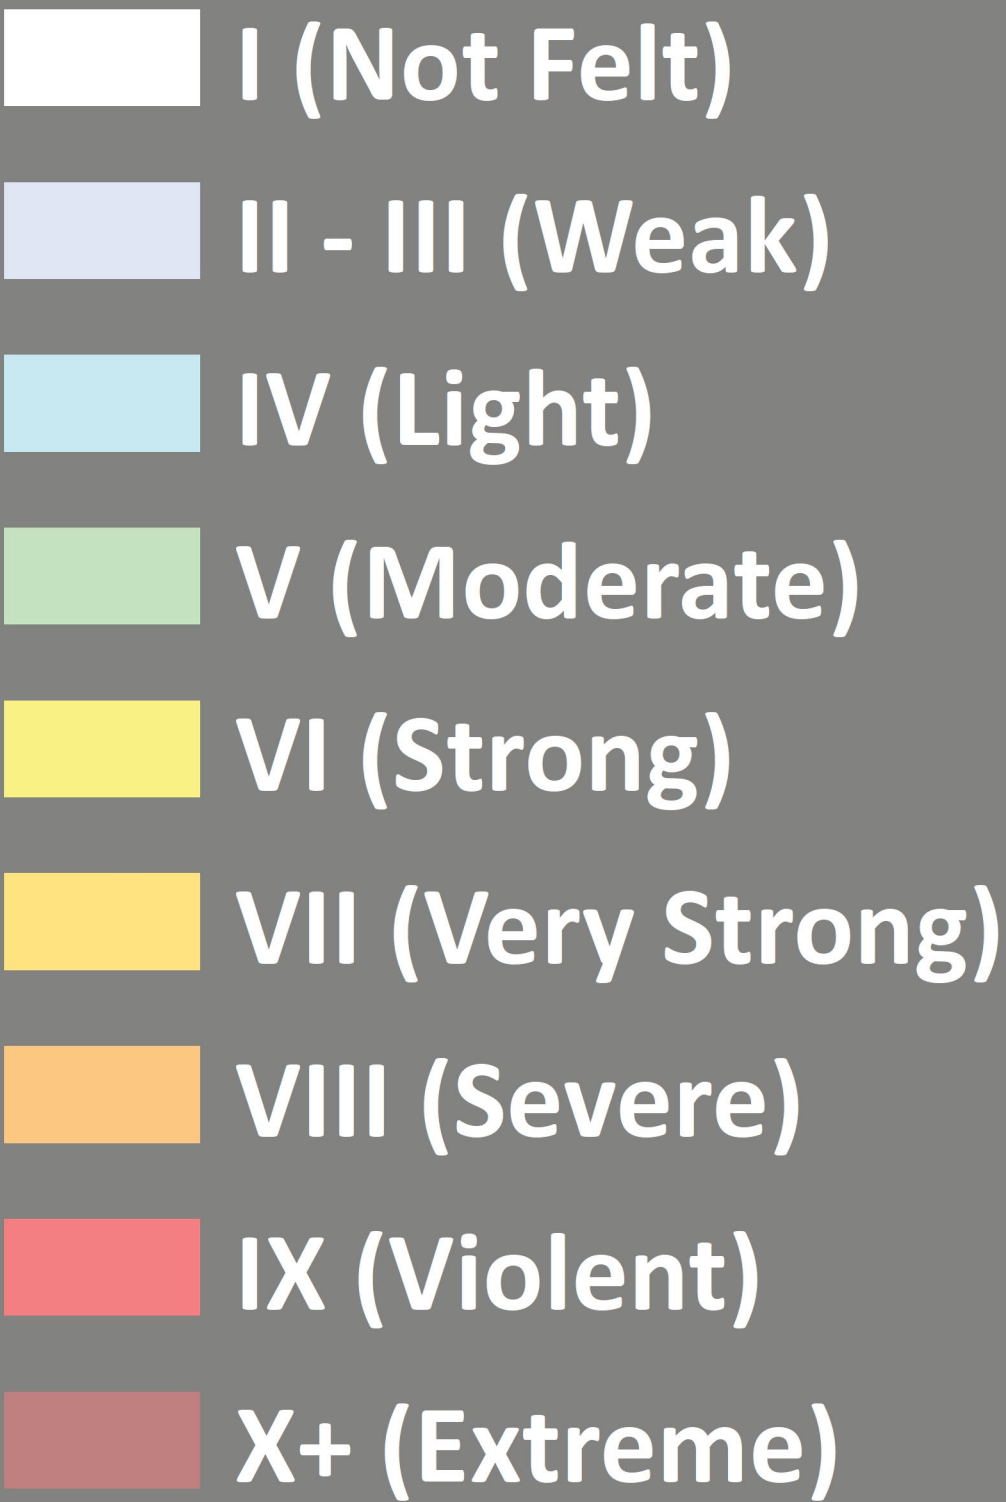 I (Not Felt)
II - III (Weak)
IV (Light)
V (Moderate)
VI (Strong)
VII (Very Strong)
VIII (Severe)
IX (Violent)
X+ (Extreme)